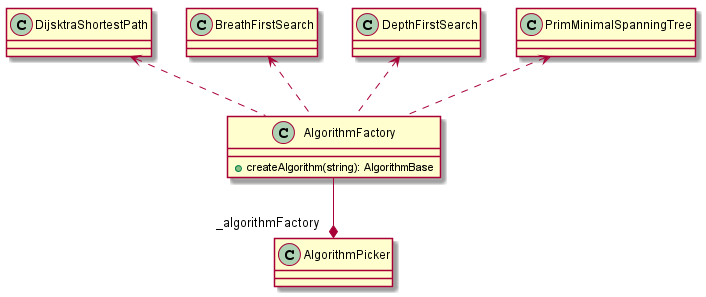 C DijsktraShortestPath
C BreathFirstSearch
C DepthFirstSearch
C PrimMinimalSpanningTree
C AlgorithmFactory
createAlgorithm(string): AlgorithmBase
_algorithmFactory
C AlgorithmPicker